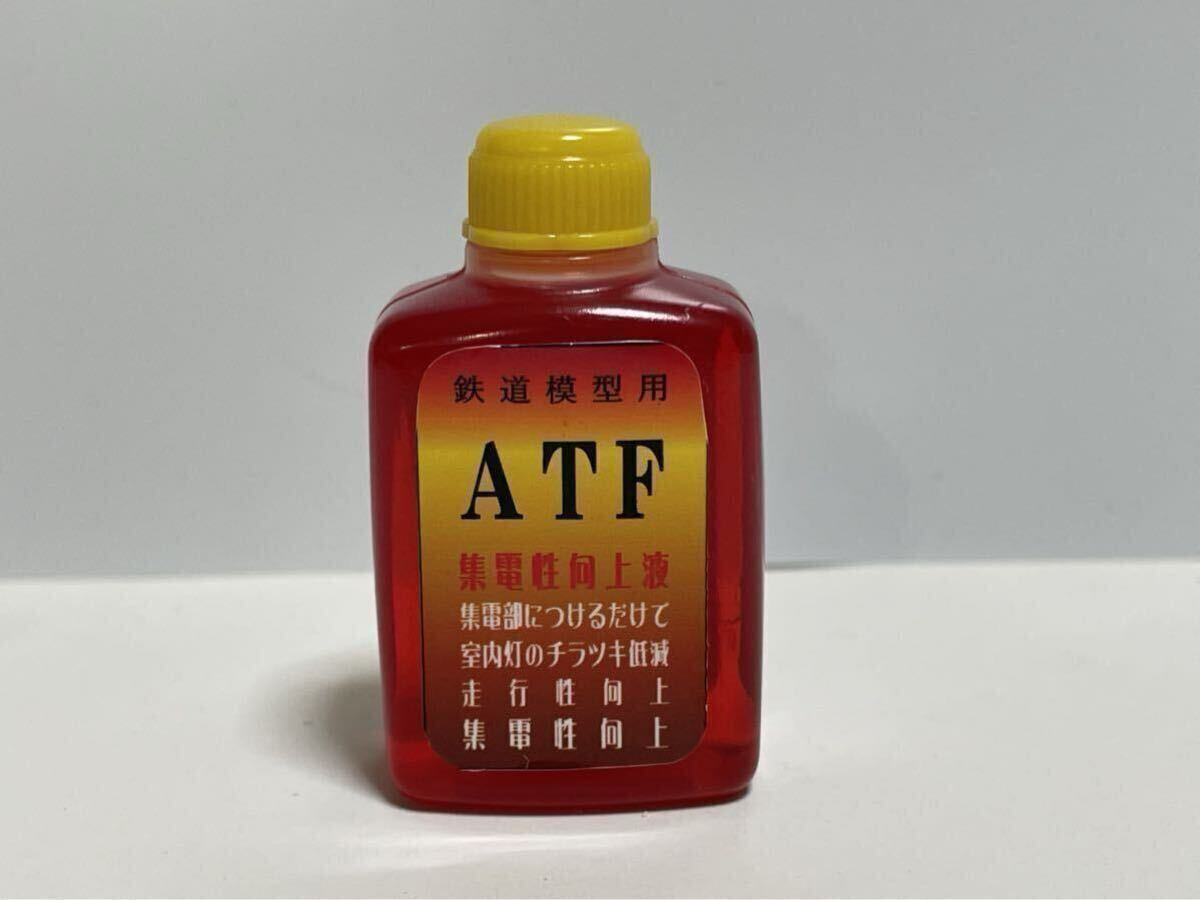 鉄道模型用
ATF
集電性向上液
集電部につけるだけで
室内灯のチラツキ低減
走行性向上
集電性向上